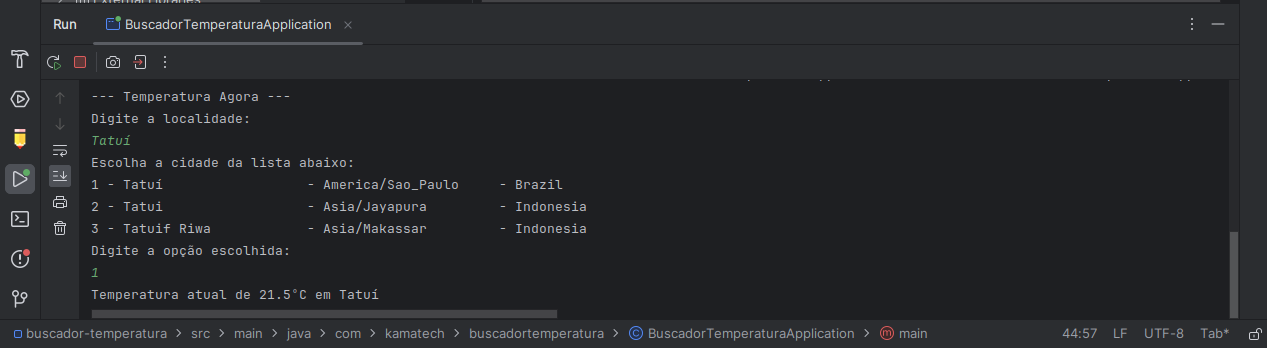 Run BuscadorTemperaturaApplication
--- Temperatura Agora ---
Digite a localidade:
Tatuí
Escolha a cidade da lista abaixo:
1 - Tatuí - America/Sao_Paulo - Brazil
2 - Tatui - Asia/Jayapura - Indonesia
3 - Tatuif Riwa - Asia/Makassar - Indonesia
Digite a opção escolhida:
1
Temperatura atual de 21.5°C em Tatuí
buscador-temperatura > src > main > java > com > kamatech > buscadortemperatura > BuscadorTemperaturaApplication > main 44:57 LF UTF-8 Tab*